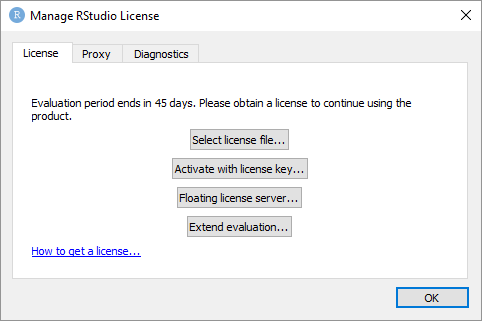 R Manage RStudio License
License Proxy Diagnostics
Evaluation period ends in 45 days. Please obtain a license to continue using the
product.
Select license file...
Activate with license key...
Floating license server...
Extend evaluation...
How to get a license...
OK